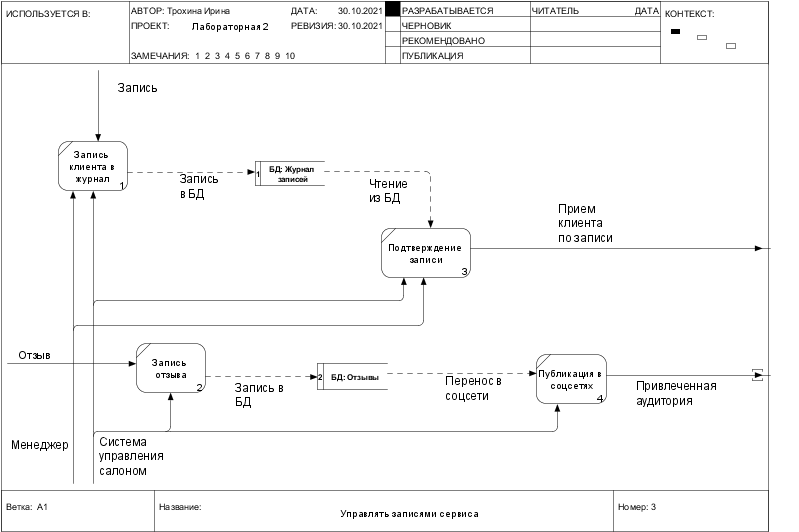 ИСПОЛЬЗУЕТСЯ В:
АВТОР: Трохина Ирина
ДАТА: 30.10.2021
РАЗРАБАТЫВАЕТСЯ
ЧИТАТЕЛЬ
ДАТА
КОНТЕКСТ:
ПРОЕКТ: Лабораторная 2
РЕВИЗИЯ: 30.10.2021
ЧЕРНОВИК
РЕКОМЕНДОВАНО
ЗАМЕЧАНИЯ: 1 2 3 4 5 6 7 8 9 10
ПУБЛИКАЦИЯ
Запись
Запись
клиента в
журнал
1
Запись
в БД
1
БД: Журнал
записей
Чтение
из БД
Подтверждение
записи
3
Прием
клиента
по записи
Отзыв
Запись
отзыва
2
Запись в
БД
2
БД: Отзывы
Перенос в
соцсети
Публикация в
соцсетях
4
Привлеченная
аудитория
Менеджер
Система
управления
салоном
Ветка: А1
Название:
Управлять записями сервиса
Номер: 3